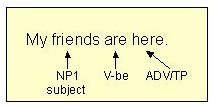 My friends are here.
NP1 V-be ADV/TP
subject